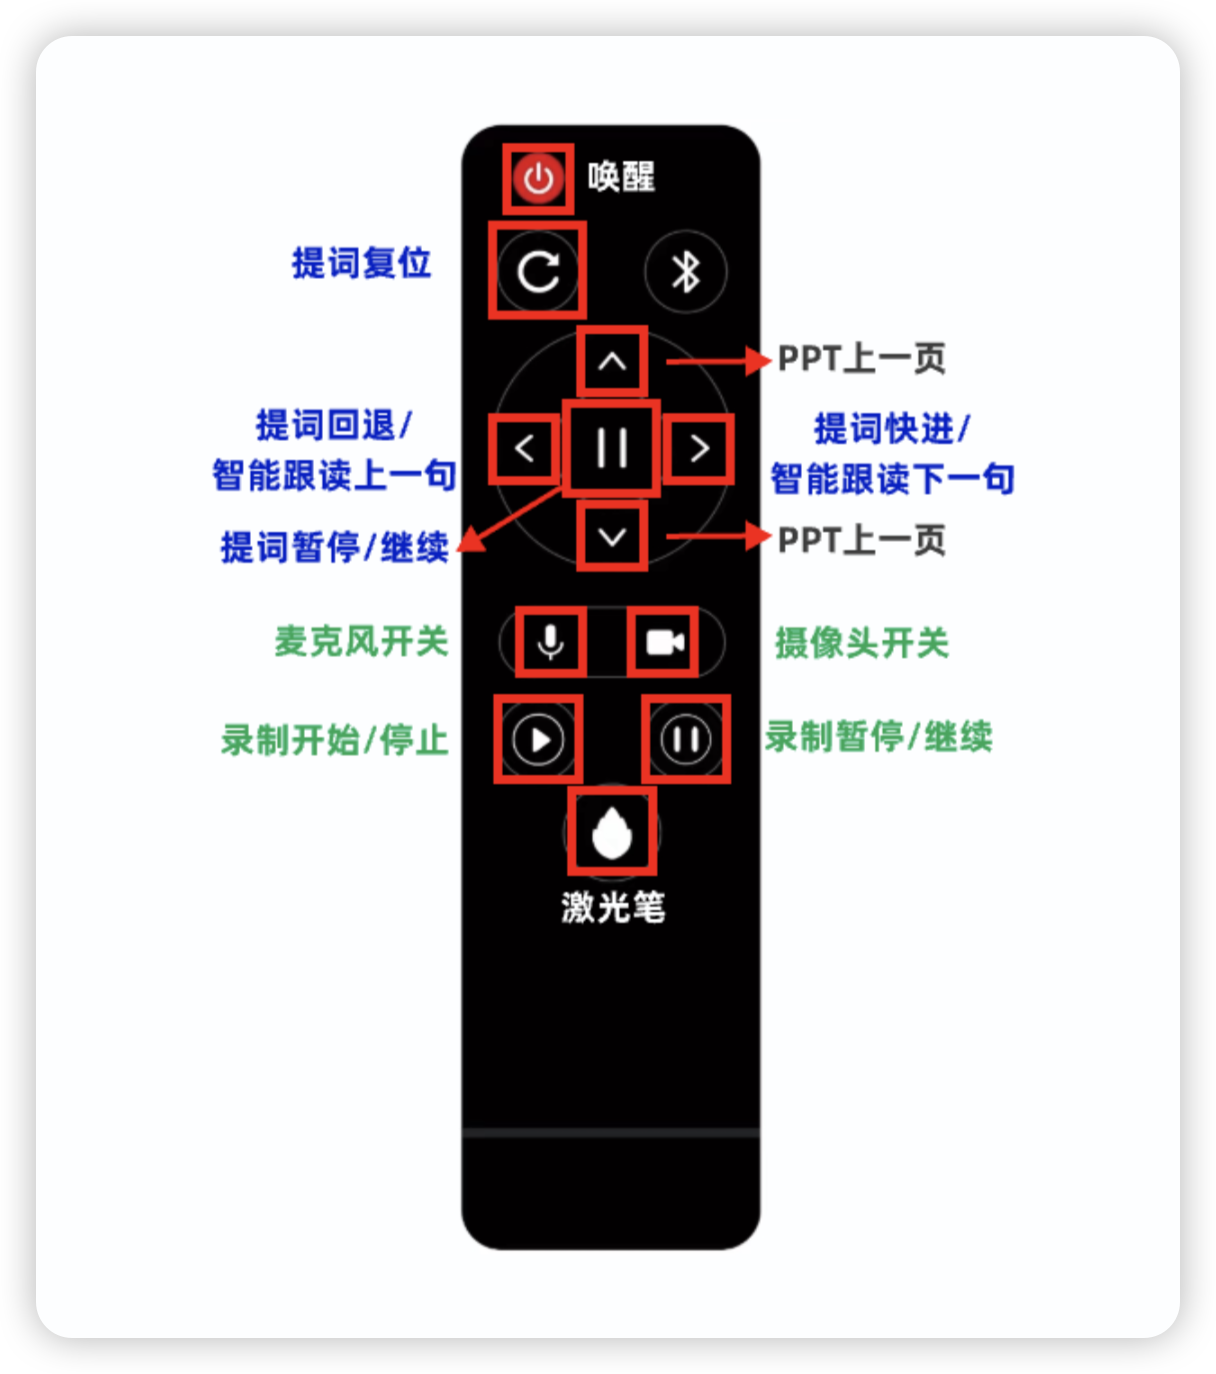 唤醒
提词复位
PPT上一页
提词回退/
智能跟读上一句
提词快进/
智能跟读下一句
提词暂停/继续
PPT上一页
麦克风开关
摄像头开关
录制开始/停止
录制暂停/继续
激光笔